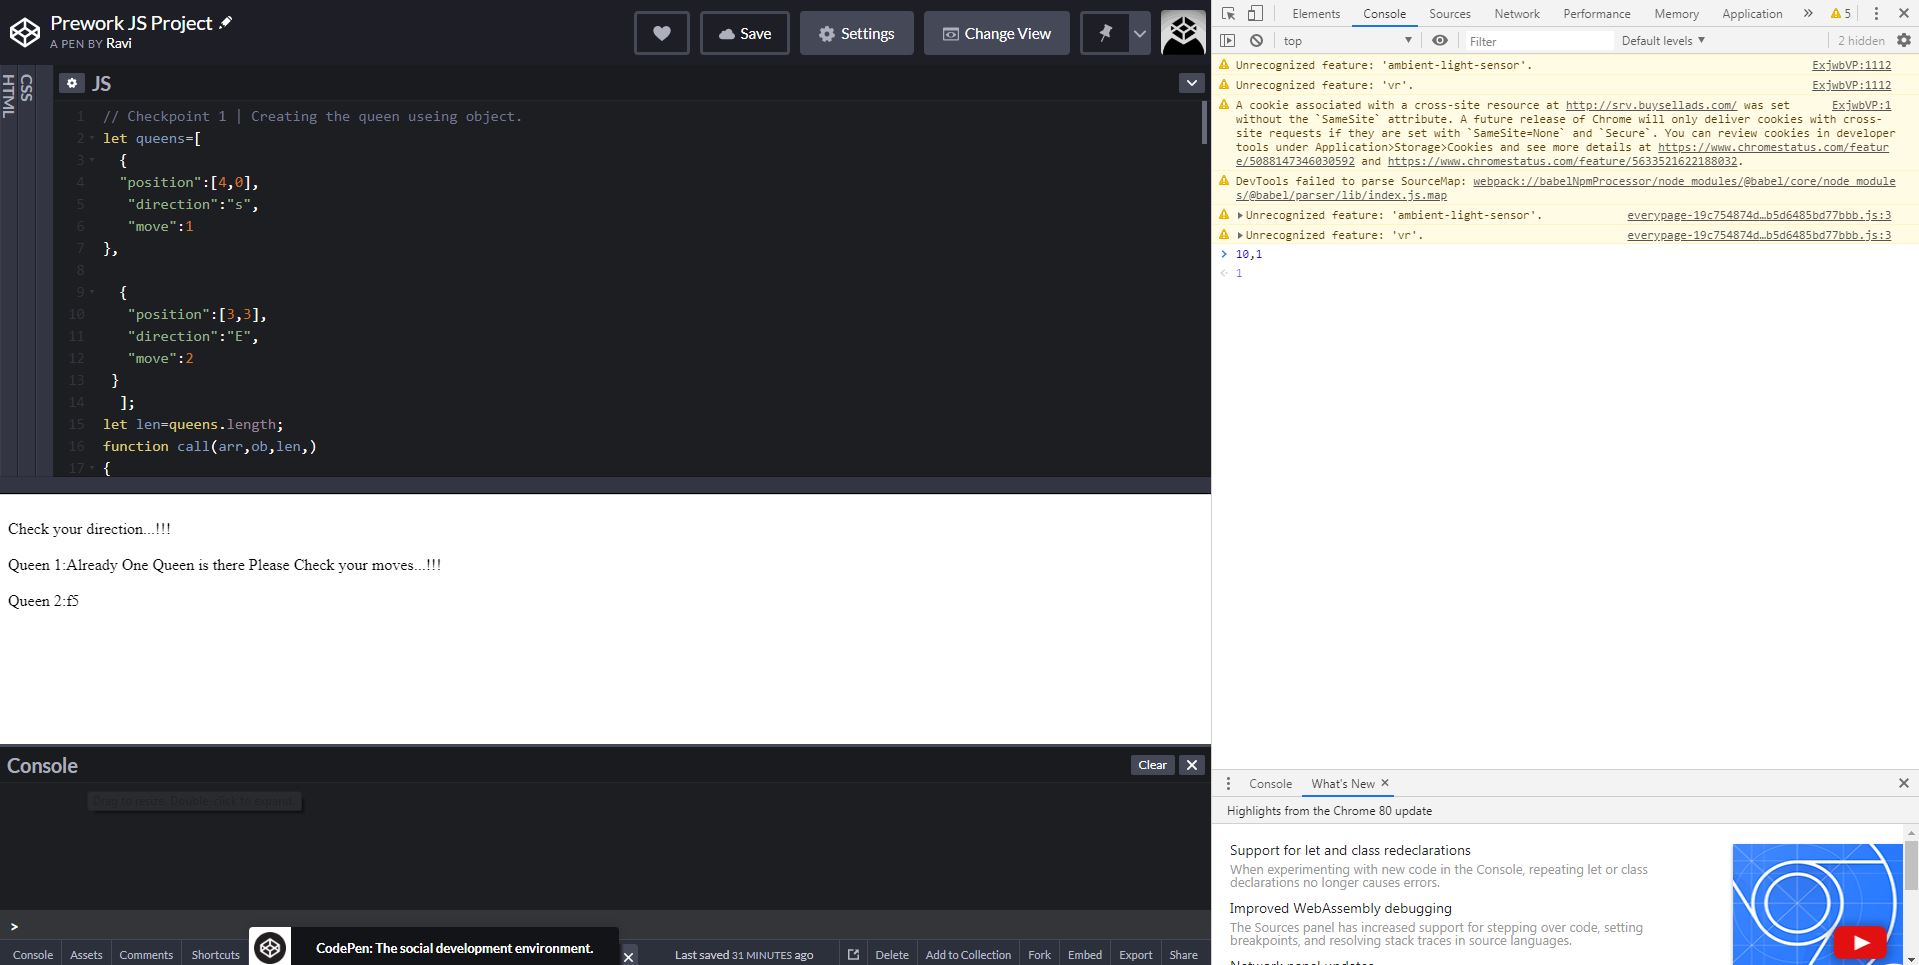 Prework JS Project
A PEN BY Ravi
Save
Settings
Change View
HTML
CSS
JS
1 // Checkpoint 1 | Creating the queen useing object.
2 let queens=[
3 {
4 "position":[4,0],
5 "direction":"s",
6 "move":1
7 },
8
9 {
10 "position":[3,3],
11 "direction":"E",
12 "move":2
13 }
14 ];
15 let len=queens.length;
16 function call(arr,ob,len,)
17 {
Check your direction...!!!
Queen 1:Already One Queen is there Please Check your moves...!!!
Queen 2:f5
Console
Clear
Drag to resize. Double-click to expand.
>
Console Assets Comments Shortcuts
CodePen: The social development environment.
Last saved 31 MINUTES ago
Delete Add to Collection Fork Embed Export Share
Elements Console Sources Network Performance Memory Application » 5
top
Filter
Default levels
2 hidden
Unrecognized feature: 'ambient-light-sensor'. ExjwbVP:1112
Unrecognized feature: 'vr'. ExjwbVP:1112
A cookie associated with a cross-site resource at http://srv.buysellads.com/ was set ExjwbVP:1
without the `SameSite` attribute. A future release of Chrome will only deliver cookies with cross-
site requests if they are set with `SameSite=None` and `Secure`. You can review cookies in developer
tools under Application>Storage>Cookies and see more details at https://www.chromestatus.com/featur
e/5088147346030592 and https://www.chromestatus.com/feature/5633521622188032.
DevTools failed to parse SourceMap: webpack://babelNpmProcessor/node_modules/@babel/core/node_module
s/@babel/parser/lib/index.js.map
Unrecognized feature: 'ambient-light-sensor'. everypage-19c754874d…b5d6485bd77bbb.js:3
Unrecognized feature: 'vr'. everypage-19c754874d…b5d6485bd77bbb.js:3
> 10,1
1
Console What's New
Highlights from the Chrome 80 update
Support for let and class redeclarations
When experimenting with new code in the Console, repeating let or class
declarations no longer causes errors.
Improved WebAssembly debugging
The Sources panel has increased support for stepping over code, setting
breakpoints, and resolving stack traces in source languages.
Network panel updates